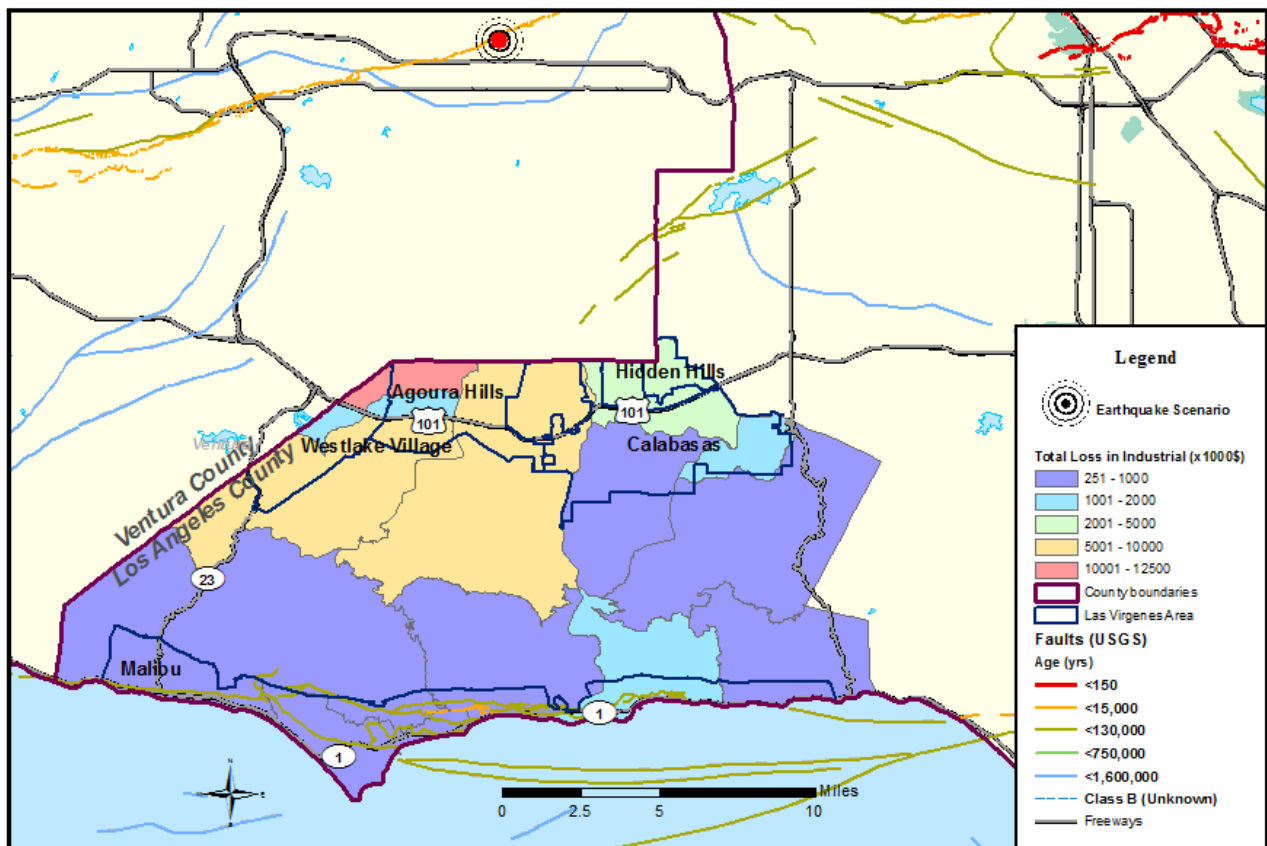 Hidden Hills
Agoura Hills
101
101
Westlake Village
Calabasas
Ventura County
Los Angeles County
23
Malibu
1
1
N
Miles
0 2.5 5 10
Legend
Earthquake Scenario
Total Loss in Industrial (x1000$)
251 - 1000
1001 - 2000
2001 - 5000
5001 - 10000
10001 - 12500
County boundaries
Las Virgenes Area
Faults (USGS)
Age (yrs)
<150
<15,000
<130,000
<750,000
<1,600,000
Class B (Unknown)
Freeways